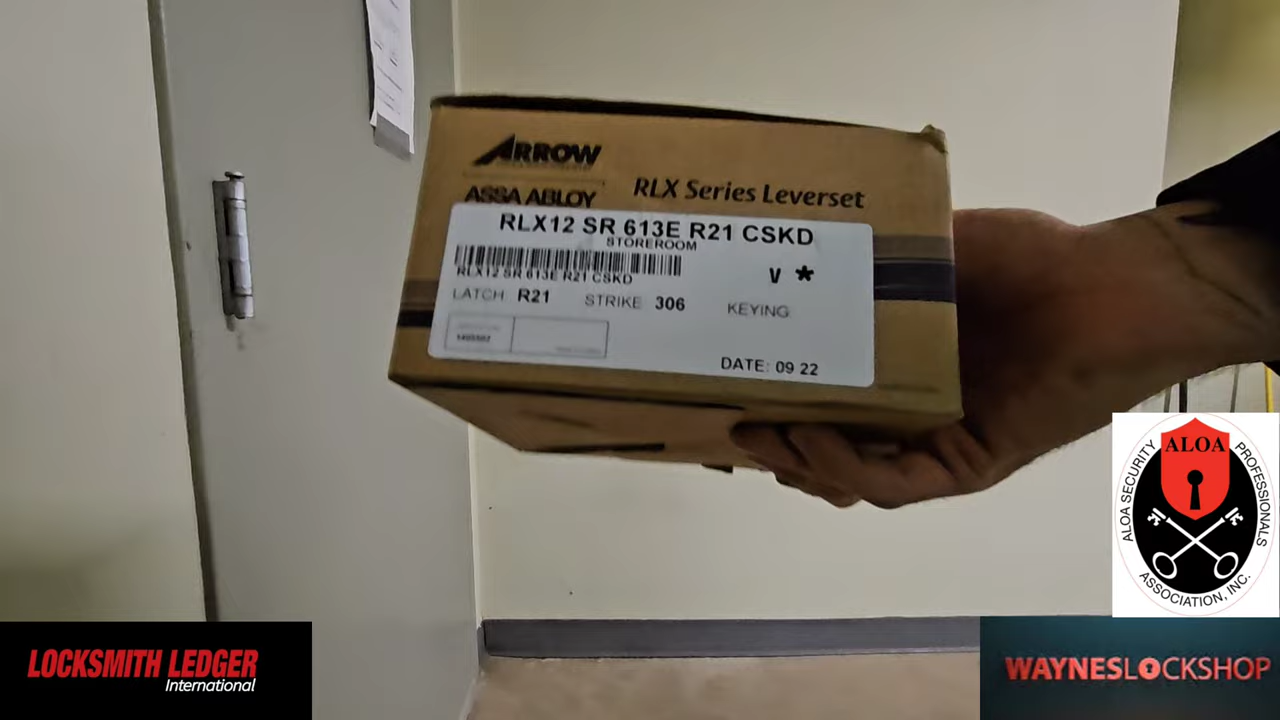 ARROW
ASSA ABLOY
RLX Series Leverset
RLX12 SR 613E R21 CSKD
STOREROOM
RLX12 SR 613E R21 CSKD
V *
LATCH R21 STRIKE 306 KEYING
DATE: 09 22
ALOA
ALOA SECURITY PROFESSIONALS
ASSOCIATION, INC.
LOCKSMITH LEDGER
International
WAYNESLOCKSHOP